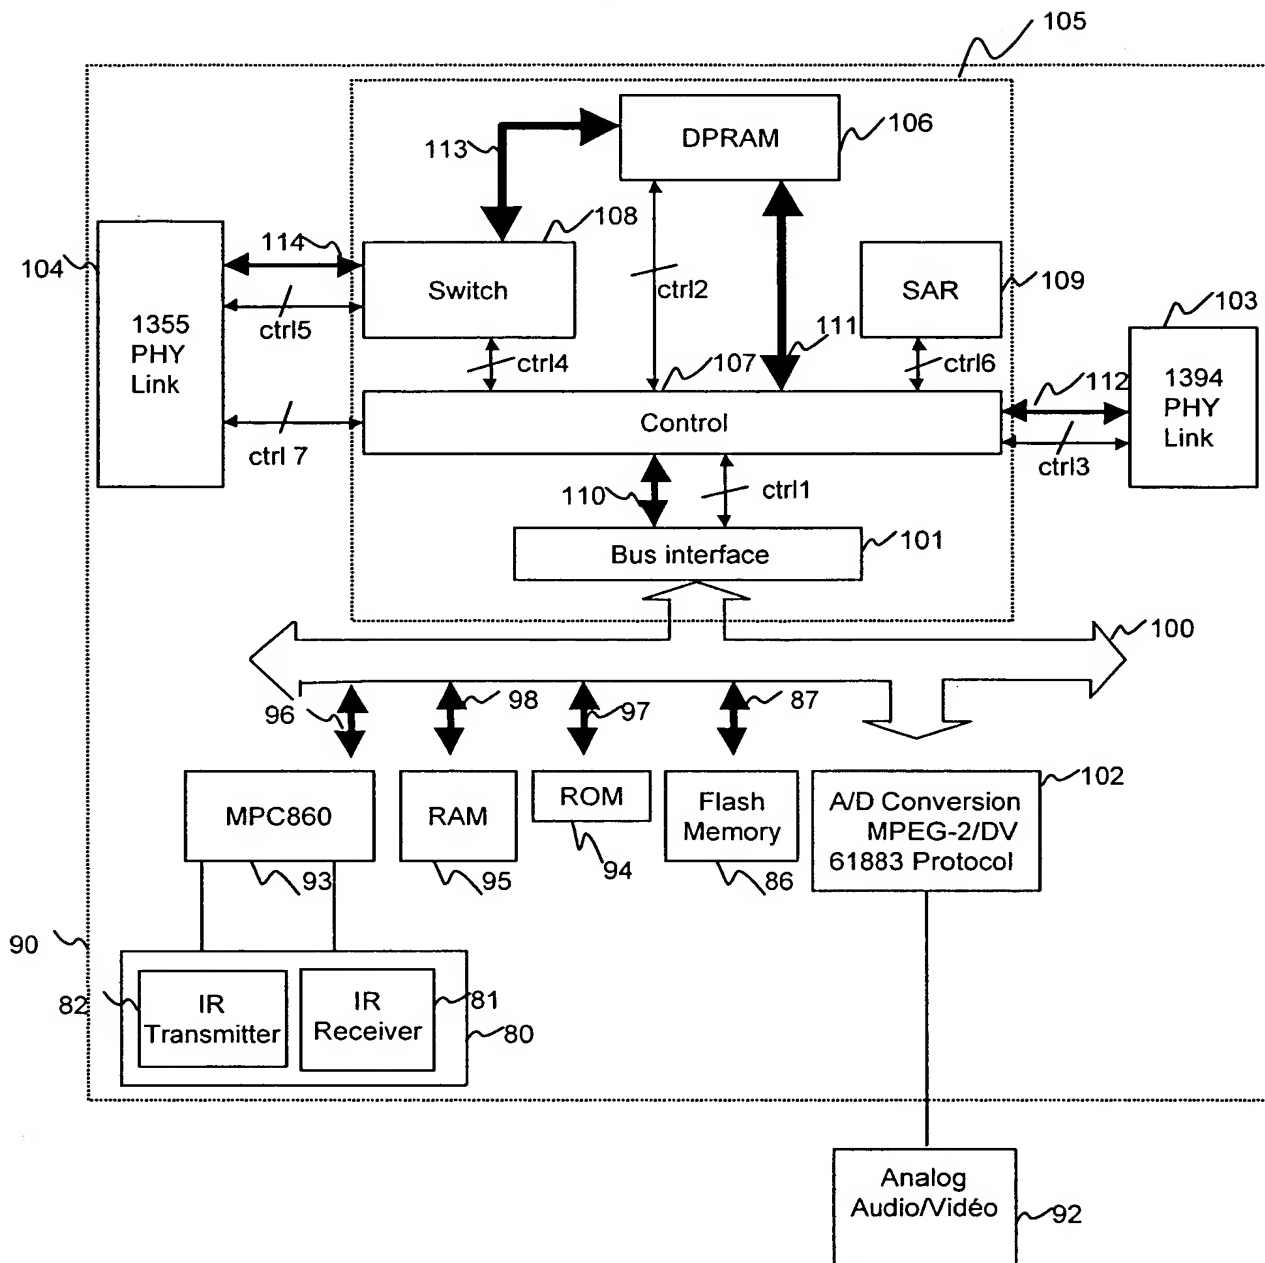 105
DPRAM
106
113
108
114
104
Switch
ctrl2
SAR
109
103
1355
PHY
Link
ctrl5
ctrl4
107
111
ctrl6
112
1394
PHY
Link
Control
ctrl 7
ctrl3
110
ctrl1
Bus interface
101
100
96
98
97
87
102
MPC860
RAM
ROM
Flash
Memory
A/D Conversion
MPEG-2/DV
61883 Protocol
93
95
94
86
90
82
IR
Transmitter
IR
Receiver
81
80
Analog
Audio/Vidéo
92